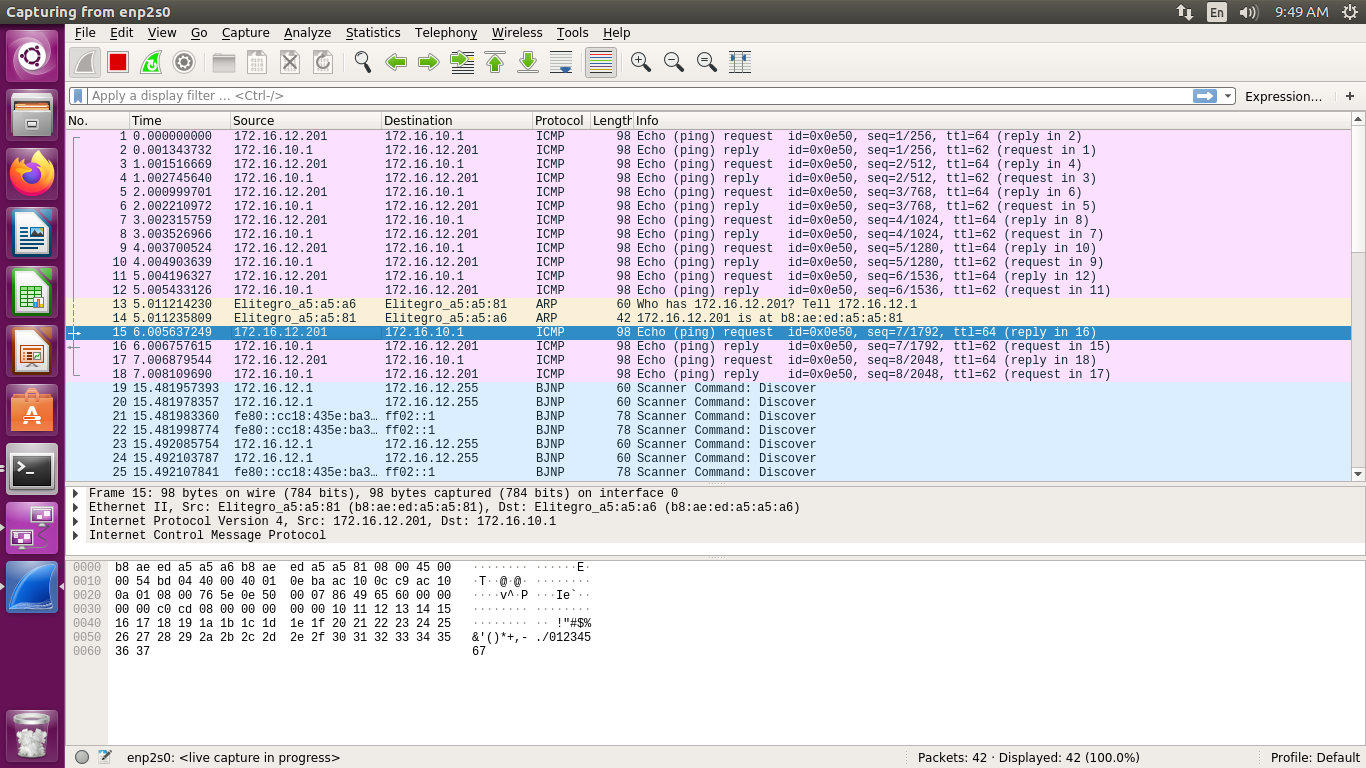 Capturing from enp2s0
En
9:49 AM
File Edit View Go Capture Analyze Statistics Telephony Wireless Tools Help
Apply a display filter ... <Ctrl-/>
Expression… +
No. Time Source Destination Protocol Length Info
1 0.000000000 172.16.12.201 172.16.10.1 ICMP 98 Echo (ping) request id=0x0e50, seq=1/256, ttl=64 (reply in 2)
2 0.001343732 172.16.10.1 172.16.12.201 ICMP 98 Echo (ping) reply id=0x0e50, seq=1/256, ttl=62 (request in 1)
3 1.001516669 172.16.12.201 172.16.10.1 ICMP 98 Echo (ping) request id=0x0e50, seq=2/512, ttl=64 (reply in 4)
4 1.002745640 172.16.10.1 172.16.12.201 ICMP 98 Echo (ping) reply id=0x0e50, seq=2/512, ttl=62 (request in 3)
5 2.000999701 172.16.12.201 172.16.10.1 ICMP 98 Echo (ping) request id=0x0e50, seq=3/768, ttl=64 (reply in 6)
6 2.002210972 172.16.10.1 172.16.12.201 ICMP 98 Echo (ping) reply id=0x0e50, seq=3/768, ttl=62 (request in 5)
7 3.002315759 172.16.12.201 172.16.10.1 ICMP 98 Echo (ping) request id=0x0e50, seq=4/1024, ttl=64 (reply in 8)
8 3.003526966 172.16.10.1 172.16.12.201 ICMP 98 Echo (ping) reply id=0x0e50, seq=4/1024, ttl=62 (request in 7)
9 4.003700524 172.16.12.201 172.16.10.1 ICMP 98 Echo (ping) request id=0x0e50, seq=5/1280, ttl=64 (reply in 10)
10 4.004903639 172.16.10.1 172.16.12.201 ICMP 98 Echo (ping) reply id=0x0e50, seq=5/1280, ttl=62 (request in 9)
11 5.004196327 172.16.12.201 172.16.10.1 ICMP 98 Echo (ping) request id=0x0e50, seq=6/1536, ttl=64 (reply in 12)
12 5.005433126 172.16.10.1 172.16.12.201 ICMP 98 Echo (ping) reply id=0x0e50, seq=6/1536, ttl=62 (request in 11)
13 5.011214230 Elitegro_a5:a5:a6 Elitegro_a5:a5:81 ARP 60 Who has 172.16.12.201? Tell 172.16.12.1
14 5.011235809 Elitegro_a5:a5:81 Elitegro_a5:a5:a6 ARP 42 172.16.12.201 is at b8:ae:ed:a5:a5:81
15 6.005637249 172.16.12.201 172.16.10.1 ICMP 98 Echo (ping) request id=0x0e50, seq=7/1792, ttl=64 (reply in 16)
16 6.006757615 172.16.10.1 172.16.12.201 ICMP 98 Echo (ping) reply id=0x0e50, seq=7/1792, ttl=62 (request in 15)
17 7.006879544 172.16.12.201 172.16.10.1 ICMP 98 Echo (ping) request id=0x0e50, seq=8/2048, ttl=64 (reply in 18)
18 7.008109690 172.16.10.1 172.16.12.201 ICMP 98 Echo (ping) reply id=0x0e50, seq=8/2048, ttl=62 (request in 17)
19 15.481957393 172.16.12.1 172.16.12.255 BJNP 60 Scanner Command: Discover
20 15.481978357 172.16.12.1 172.16.12.255 BJNP 60 Scanner Command: Discover
21 15.481983360 fe80::cc18:435e:ba3… ff02::1 BJNP 78 Scanner Command: Discover
22 15.481998774 fe80::cc18:435e:ba3… ff02::1 BJNP 78 Scanner Command: Discover
23 15.492085754 172.16.12.1 172.16.12.255 BJNP 60 Scanner Command: Discover
24 15.492103787 172.16.12.1 172.16.12.255 BJNP 60 Scanner Command: Discover
25 15.492107841 fe80::cc18:435e:ba3… ff02::1 BJNP 78 Scanner Command: Discover
Frame 15: 98 bytes on wire (784 bits), 98 bytes captured (784 bits) on interface 0
Ethernet II, Src: Elitegro_a5:a5:81 (b8:ae:ed:a5:a5:81), Dst: Elitegro_a5:a5:a6 (b8:ae:ed:a5:a5:a6)
Internet Protocol Version 4, Src: 172.16.12.201, Dst: 172.16.10.1
Internet Control Message Protocol
0000 b8 ae ed a5 a5 a6 b8 ae ed a5 a5 81 08 00 45 00 ········ ······E·
0010 00 54 bd 04 40 00 40 01 0e ba ac 10 0c c9 ac 10 ·T··@·@· ········
0020 0a 01 08 00 76 5e 0e 50 00 07 86 49 65 60 00 00 ····v^·P ···Ie`··
0030 00 00 c0 cd 08 00 00 00 00 00 10 11 12 13 14 15 ········ ········
0040 16 17 18 19 1a 1b 1c 1d 1e 1f 20 21 22 23 24 25 ········ ·· !"#$%
0050 26 27 28 29 2a 2b 2c 2d 2e 2f 30 31 32 33 34 35 &'()*+,- ./012345
0060 36 37 67
enp2s0: <live capture in progress>
Packets: 42 · Displayed: 42 (100.0%)
Profile: Default